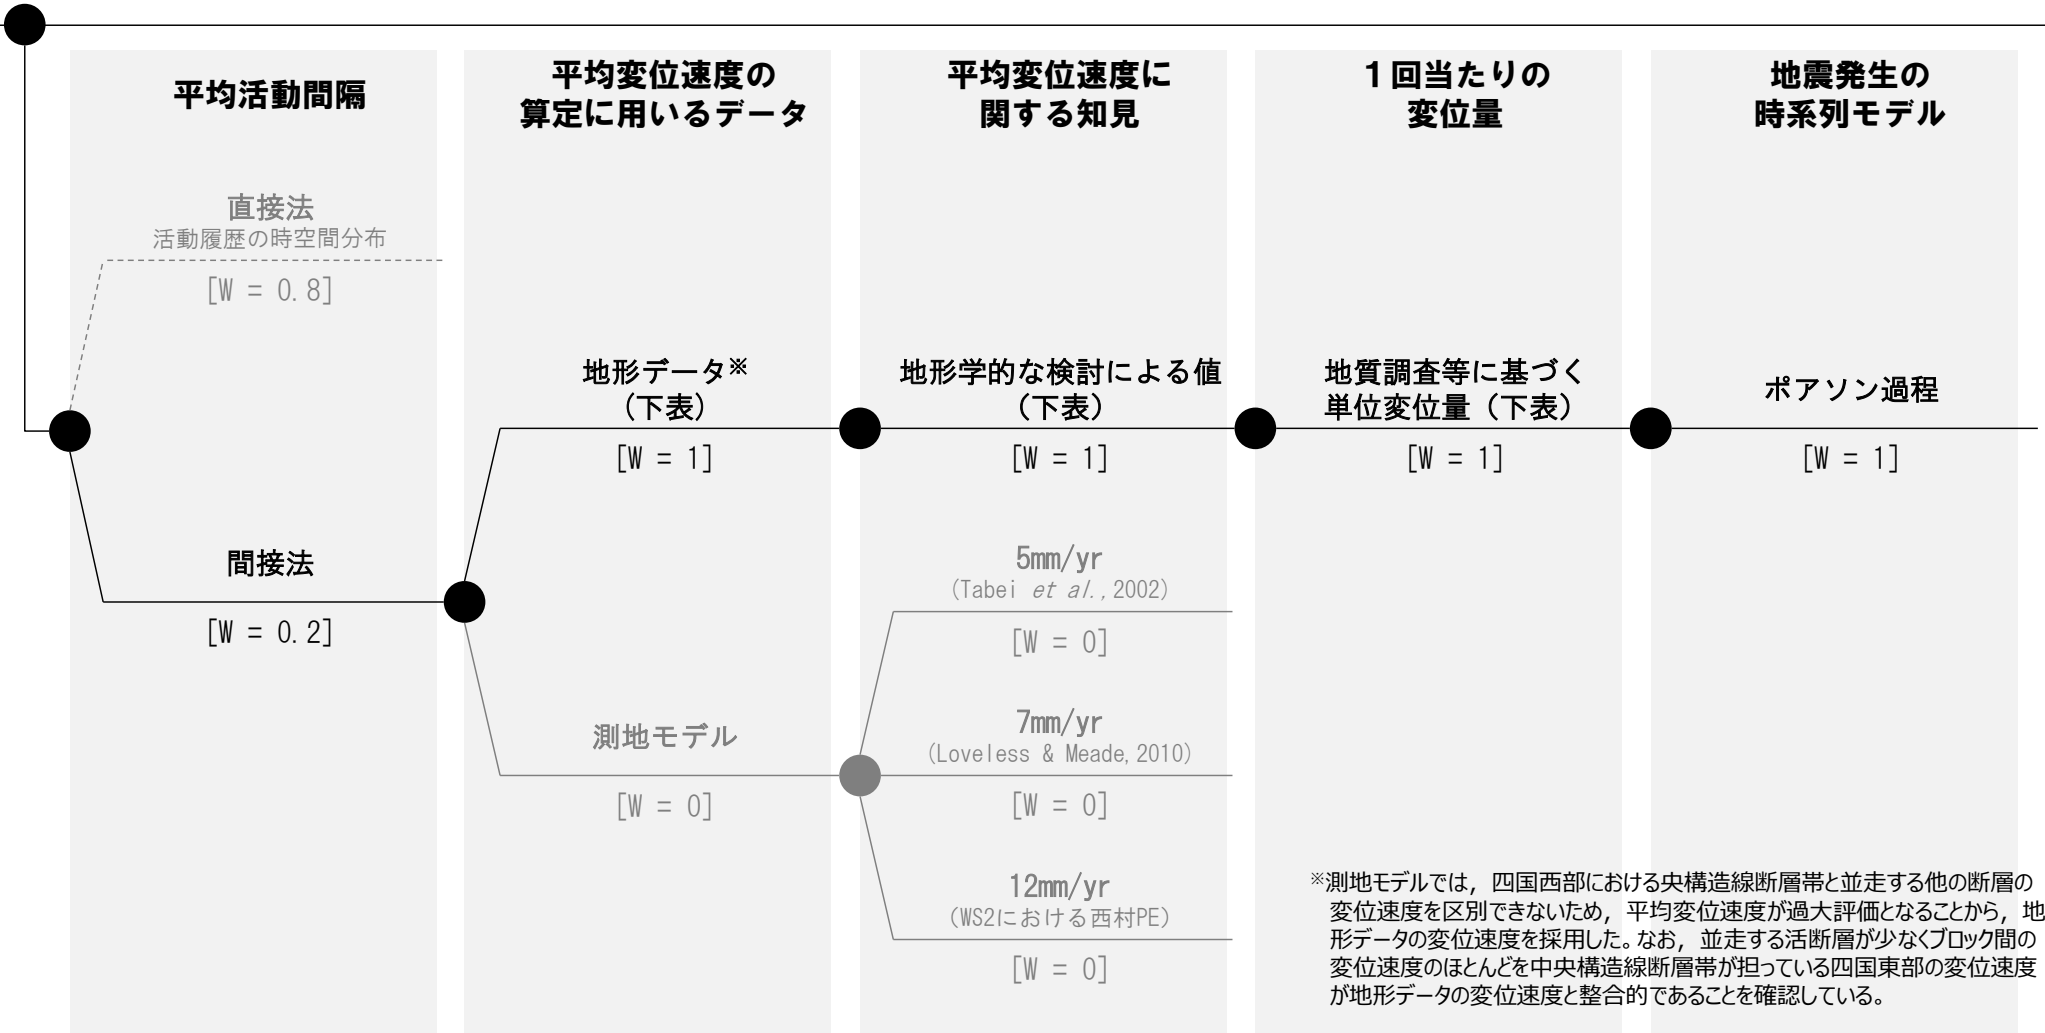 平均活動間隔
平均変位速度の
算定に用いるデータ
平均変位速度に
関する知見
１回当たりの
変位量
地震発生の
時系列モデル
直接法
活動履歴の時空間分布
[W = 0.8]
間接法
[W = 0.2]
地形データ※
（下表）
[W = 1]
測地モデル
[W = 0]
地形学的な検討による値
（下表）
[W = 1]
5mm/yr
(Tabei et al., 2002)
[W = 0]
7mm/yr
(Loveless & Meade, 2010)
[W = 0]
12mm/yr
(WS2における西村PE)
[W = 0]
地質調査等に基づく
単位変位量（下表）
[W = 1]
ポアソン過程
[W = 1]
※測地モデルでは，四国西部における央構造線断層帯と並走する他の断層の
変位速度を区別できないため，平均変位速度が過大評価となることから，地
形データの変位速度を採用した。なお，並走する活断層が少なくブロック間の
変位速度のほとんどを中央構造線断層帯が担っている四国東部の変位速度
が地形データの変位速度と整合的であることを確認している。